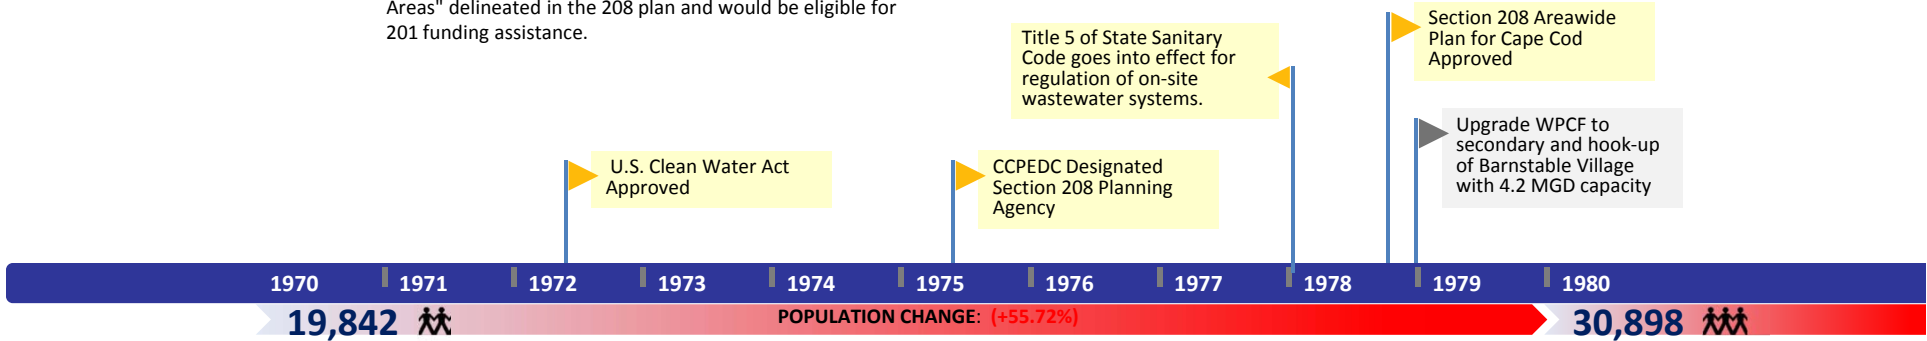 Areas" delineated in the 208 plan and would be eligible for
201 funding assistance.
Title 5 of State Sanitary
Code goes into effect for
regulation of on-site
wastewater systems.
Section 208 Areawide
Plan for Cape Cod
Approved
Upgrade WPCF to
secondary and hook-up
of Barnstable Village
with 4.2 MGD capacity
U.S. Clean Water Act
Approved
CCPEDC Designated
Section 208 Planning
Agency
1970 1971 1972 1973 1974 1975 1976 1977 1978 1979 1980
19,842 POPULATION CHANGE: (+55.72%) 30,898